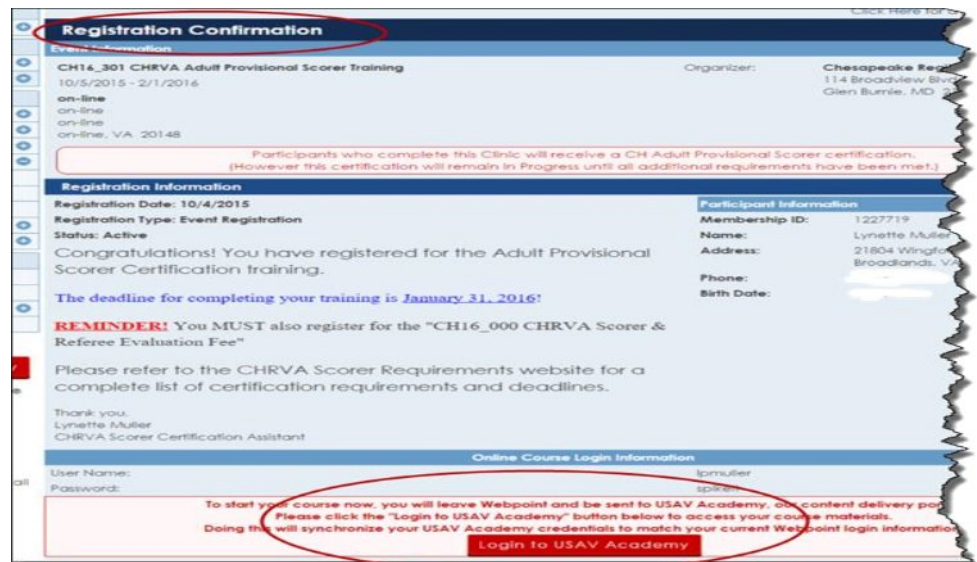 Click Here for
Registration Confirmation
Event Information
CH16_301 CHRVA Adult Provisional Scorer Training
10/5/2015 - 2/1/2016
on-line
on-line
on-line
on-line, VA 20148
Organizer:
Chesapeake Reg
114 Broadview Blvd
Glen Burnie, MD 2
Participants who complete this Clinic will receive a CH Adult Provisional Scorer certification.
(However this certification will remain In Progress until all additional requirements have been met.)
Registration Information
Registration Date: 10/4/2015
Registration Type: Event Registration
Status: Active
Congratulations! You have registered for the Adult Provisional
Scorer Certification training.
The deadline for completing your training is January 31, 2016!
REMINDER! You MUST also register for the "CH16_000 CHRVA Scorer &
Referee Evaluation Fee"
Please refer to the CHRVA Scorer Requirements website for a
complete list of certification requirements and deadlines.
Thank you,
Lynette Muller
CHRVA Scorer Certification Assistant
Participant Information
Membership ID: 1227719
Name: Lynette Muller
Address: 21804 Wingfo
Broadlands, VA
Phone:
Birth Date:
Online Course Login Information
User Name: lpmuller
Password:
To start your course now, you will leave Webpoint and be sent to USAV Academy, our content delivery po
Please click the "Login to USAV Academy" button below to access your course materials.
Doing this will synchronize your USAV Academy credentials to match your current Webpoint login information
Login to USAV Academy